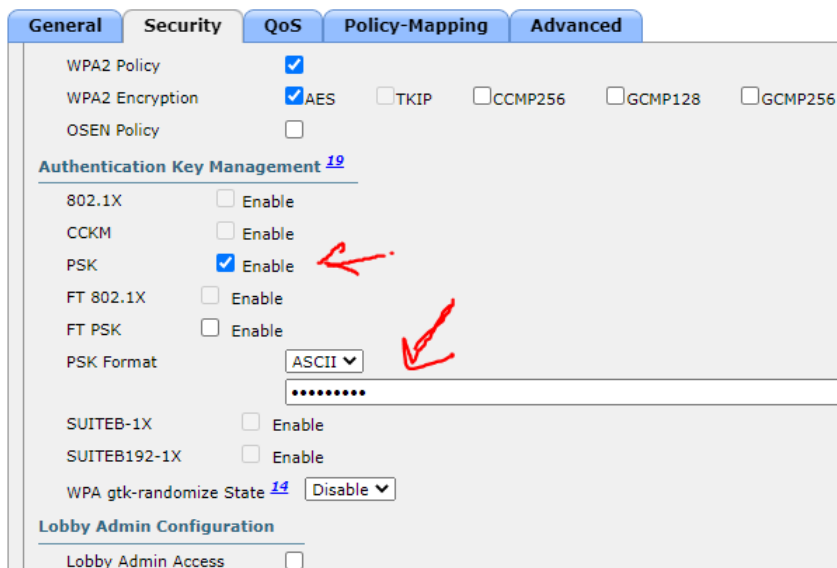 General Security QoS Policy-Mapping Advanced
WPA2 Policy
WPA2 Encryption AES TKIP CCMP256 GCMP128 GCMP256
OSEN Policy
Authentication Key Management 19
802.1X Enable
CCKM Enable
PSK Enable
FT 802.1X Enable
FT PSK Enable
PSK Format ASCII
•••••••••
SUITEB-1X Enable
SUITEB192-1X Enable
WPA gtk-randomize State 14 Disable
Lobby Admin Configuration
Lobby Admin Access